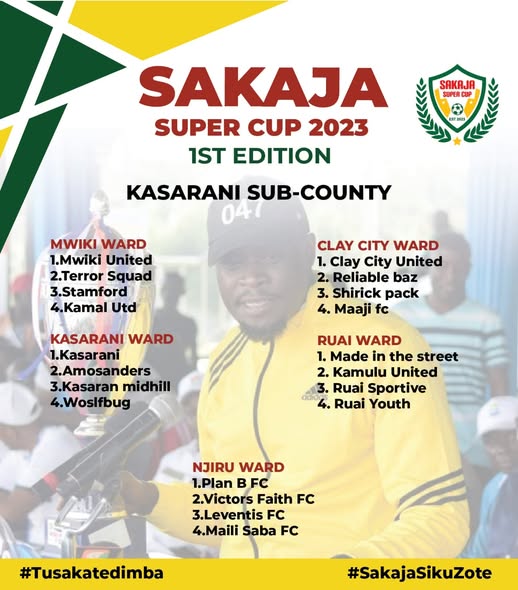 SAKAJA
SUPER CUP 2023
1ST EDITION
SAKAJA
SUPER CUP
EST 2023
KASARANI SUB-COUNTY
047
MWIKI WARD
1.Mwiki United
2.Terror Squad
3.Stamford
4.Kamal Utd
CLAY CITY WARD
1. Clay City United
2. Reliable baz
3. Shirick pack
4. Maaji fc
KASARANI WARD
1.Kasarani
2.Amosanders
3.Kasaran midhill
4.Woslfbug
RUAI WARD
1. Made in the street
2. Kamulu United
3. Ruai Sportive
4. Ruai Youth
adidas
NJIRU WARD
1.Plan B FC
2.Victors Faith FC
3.Leventis FC
4.Maili Saba FC
#Tusakatedimba
#SakajaSikuZote